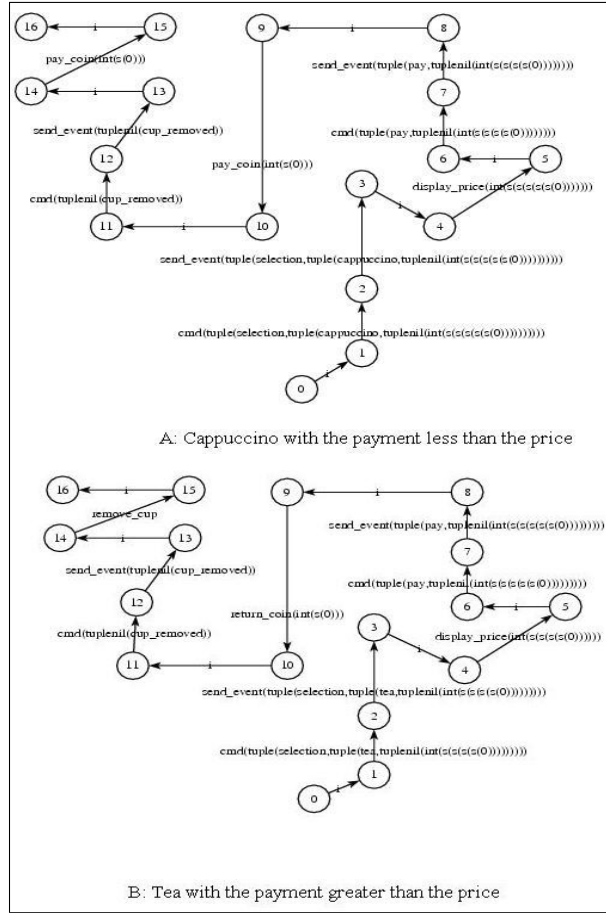 16 i 15 9 i 8
pay_coin(int(s(0)))
send_event(tuple(pay,tuplenil(int(s(s(s(s(0))))))))
14 i 13 7
send_event(tuplenil(cup_removed))
cmd(tuple(pay,tuplenil(int(s(s(s(s(0))))))))
12 6 i 5
pay_coin(int(s(0)))
3 display_price(int(s(s(s(s(s(0)))))))
cmd(tuplenil(cup_removed))
i
11 i 10 4
send_event(tuple(selection,tuple(cappuccino,tuplenil(int(s(s(s(s(s(0))))))))))
2
cmd(tuple(selection,tuple(cappuccino,tuplenil(int(s(s(s(s(s(0))))))))))
1
i
0
A: Cappuccino with the payment less than the price
16 i 15 9 i 8
remove_cup
send_event(tuple(pay,tuplenil(int(s(s(s(s(s(0)))))))))
14 i 13 7
send_event(tuplenil(cup_removed))
cmd(tuple(pay,tuplenil(int(s(s(s(s(s(0)))))))))
12 6 i 5
return_coin(int(s(0)))
3
cmd(tuplenil(cup_removed))
display_price(int(s(s(s(s(0))))))
i
11 i 10 4
send_event(tuple(selection,tuple(tea,tuplenil(int(s(s(s(s(0)))))))))
2
cmd(tuple(selection,tuple(tea,tuplenil(int(s(s(s(s(0)))))))))
1
i
0
B: Tea with the payment greater than the price